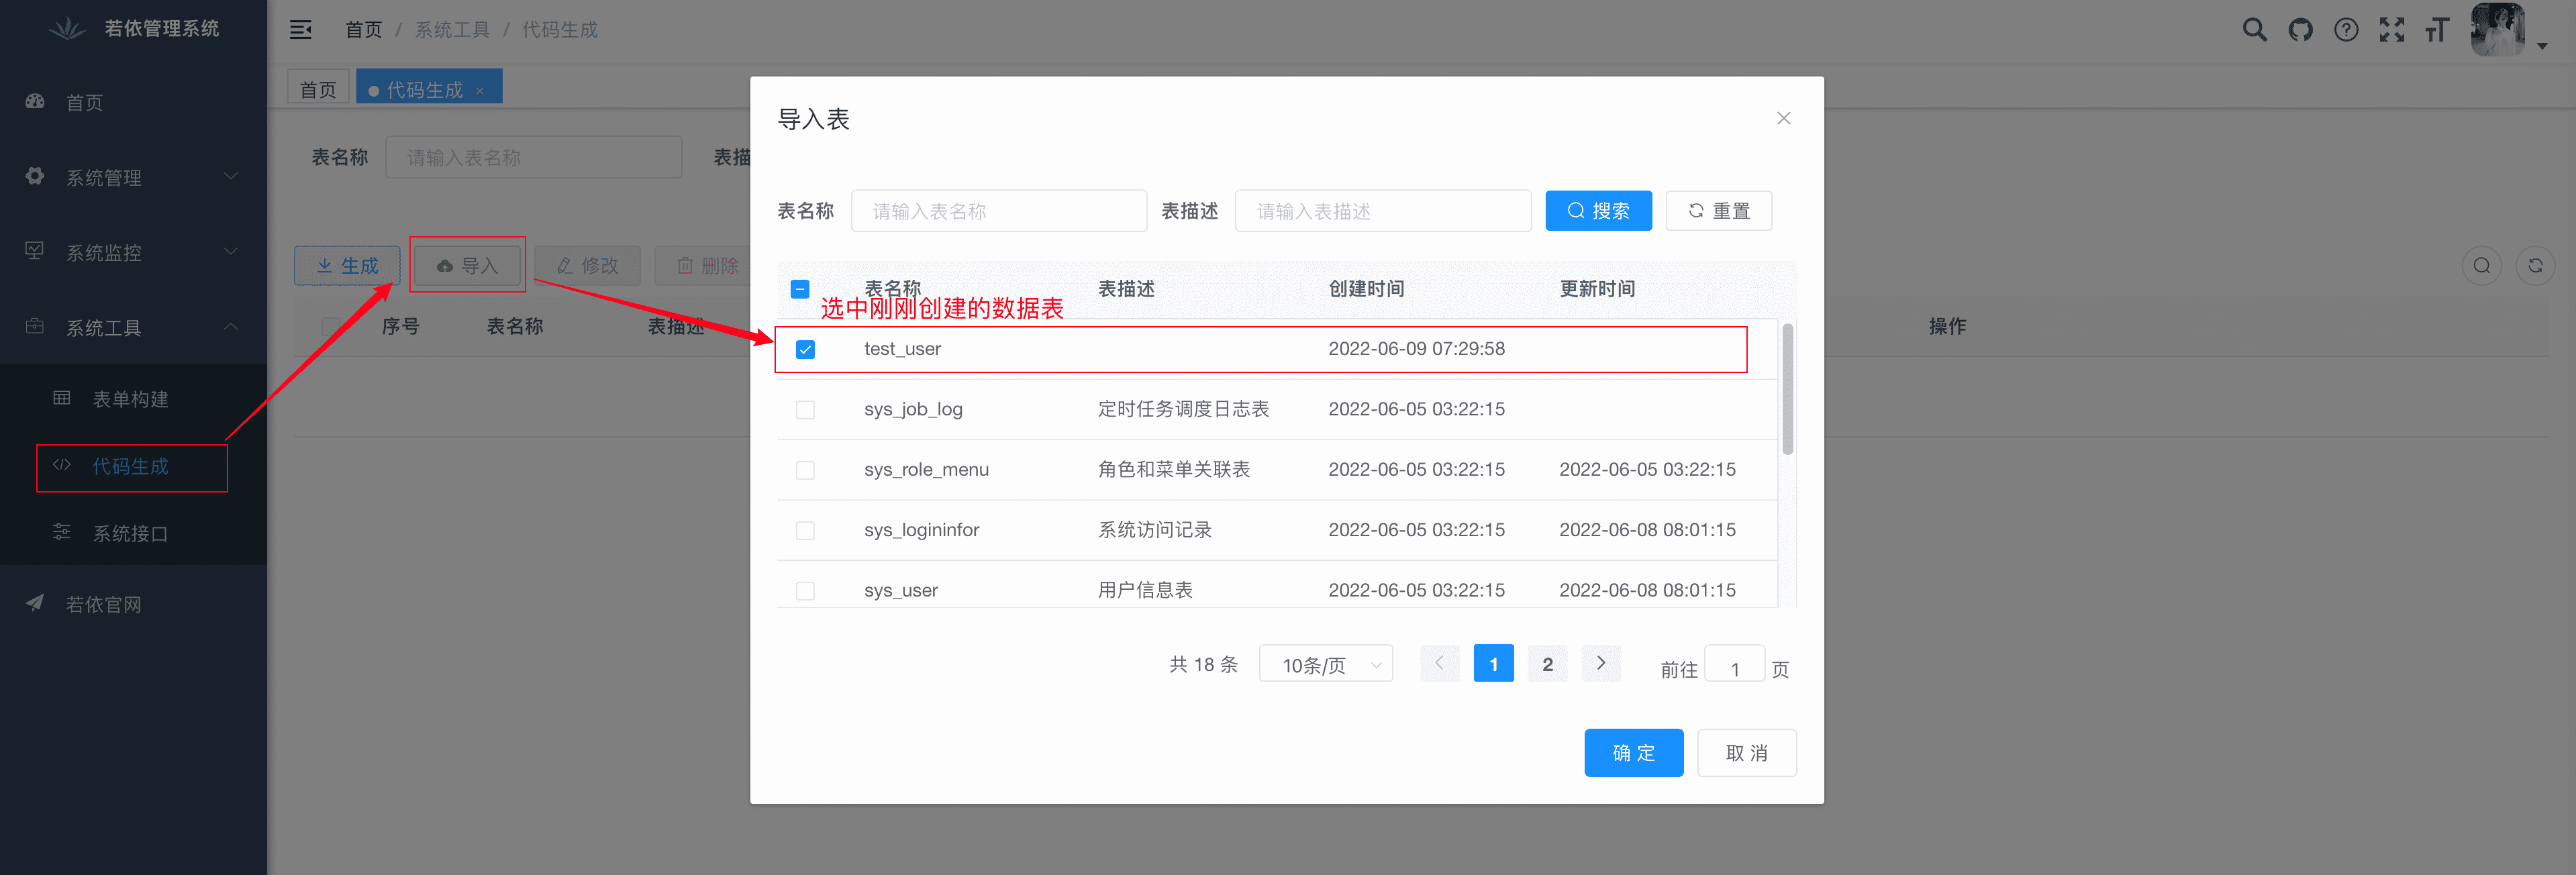 若依管理系统
首页 / 系统工具 / 代码生成
首页
系统管理
系统监控
系统工具
表单构建
代码生成
系统接口
若依官网
首页
代码生成 ×
表名称 请输入表名称 表描
生成 导入 修改 删除
序号 表名称 表描述 操作
导入表
表名称 请输入表名称 表描述 请输入表描述 搜索 重置
表名称 表描述 创建时间 更新时间
选中刚刚创建的数据表
test_user 2022-06-09 07:29:58
sys_job_log 定时任务调度日志表 2022-06-05 03:22:15
sys_role_menu 角色和菜单关联表 2022-06-05 03:22:15 2022-06-05 03:22:15
sys_logininfor 系统访问记录 2022-06-05 03:22:15 2022-06-08 08:01:15
sys_user 用户信息表 2022-06-05 03:22:15 2022-06-08 08:01:15
共 18 条 10条/页 1 2 前往 1 页
确 定 取 消